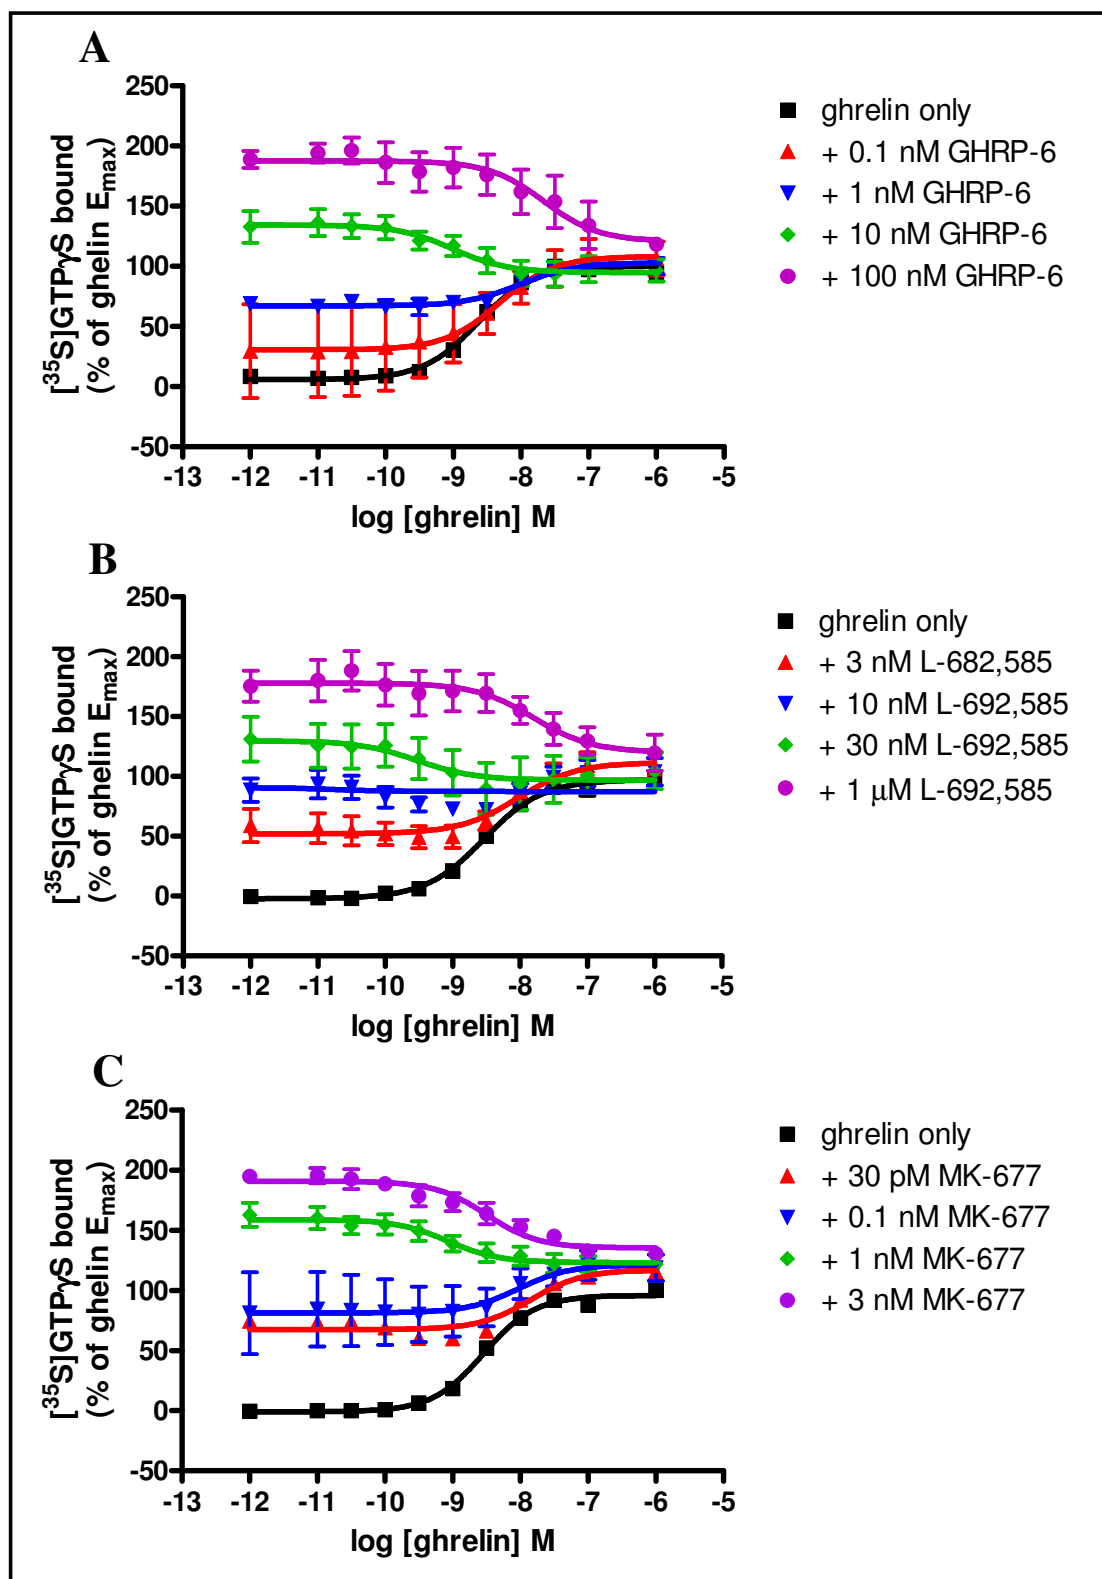 A
[35S]GTPγS bound
(% of ghelin Emax)
250
200
150
100
50
0
-50
-13 -12 -11 -10 -9 -8 -7 -6 -5
log [ghrelin] M
ghrelin only
+ 0.1 nM GHRP-6
+ 1 nM GHRP-6
+ 10 nM GHRP-6
+ 100 nM GHRP-6
B
[35S]GTPγS bound
(% of ghelin Emax)
250
200
150
100
50
0
-50
-13 -12 -11 -10 -9 -8 -7 -6 -5
log [ghrelin] M
ghrelin only
+ 3 nM L-682,585
+ 10 nM L-692,585
+ 30 nM L-692,585
+ 1 μM L-692,585
C
[35S]GTPγS bound
(% of ghelin Emax)
250
200
150
100
50
0
-50
-13 -12 -11 -10 -9 -8 -7 -6 -5
log [ghrelin] M
ghrelin only
+ 30 pM MK-677
+ 0.1 nM MK-677
+ 1 nM MK-677
+ 3 nM MK-677